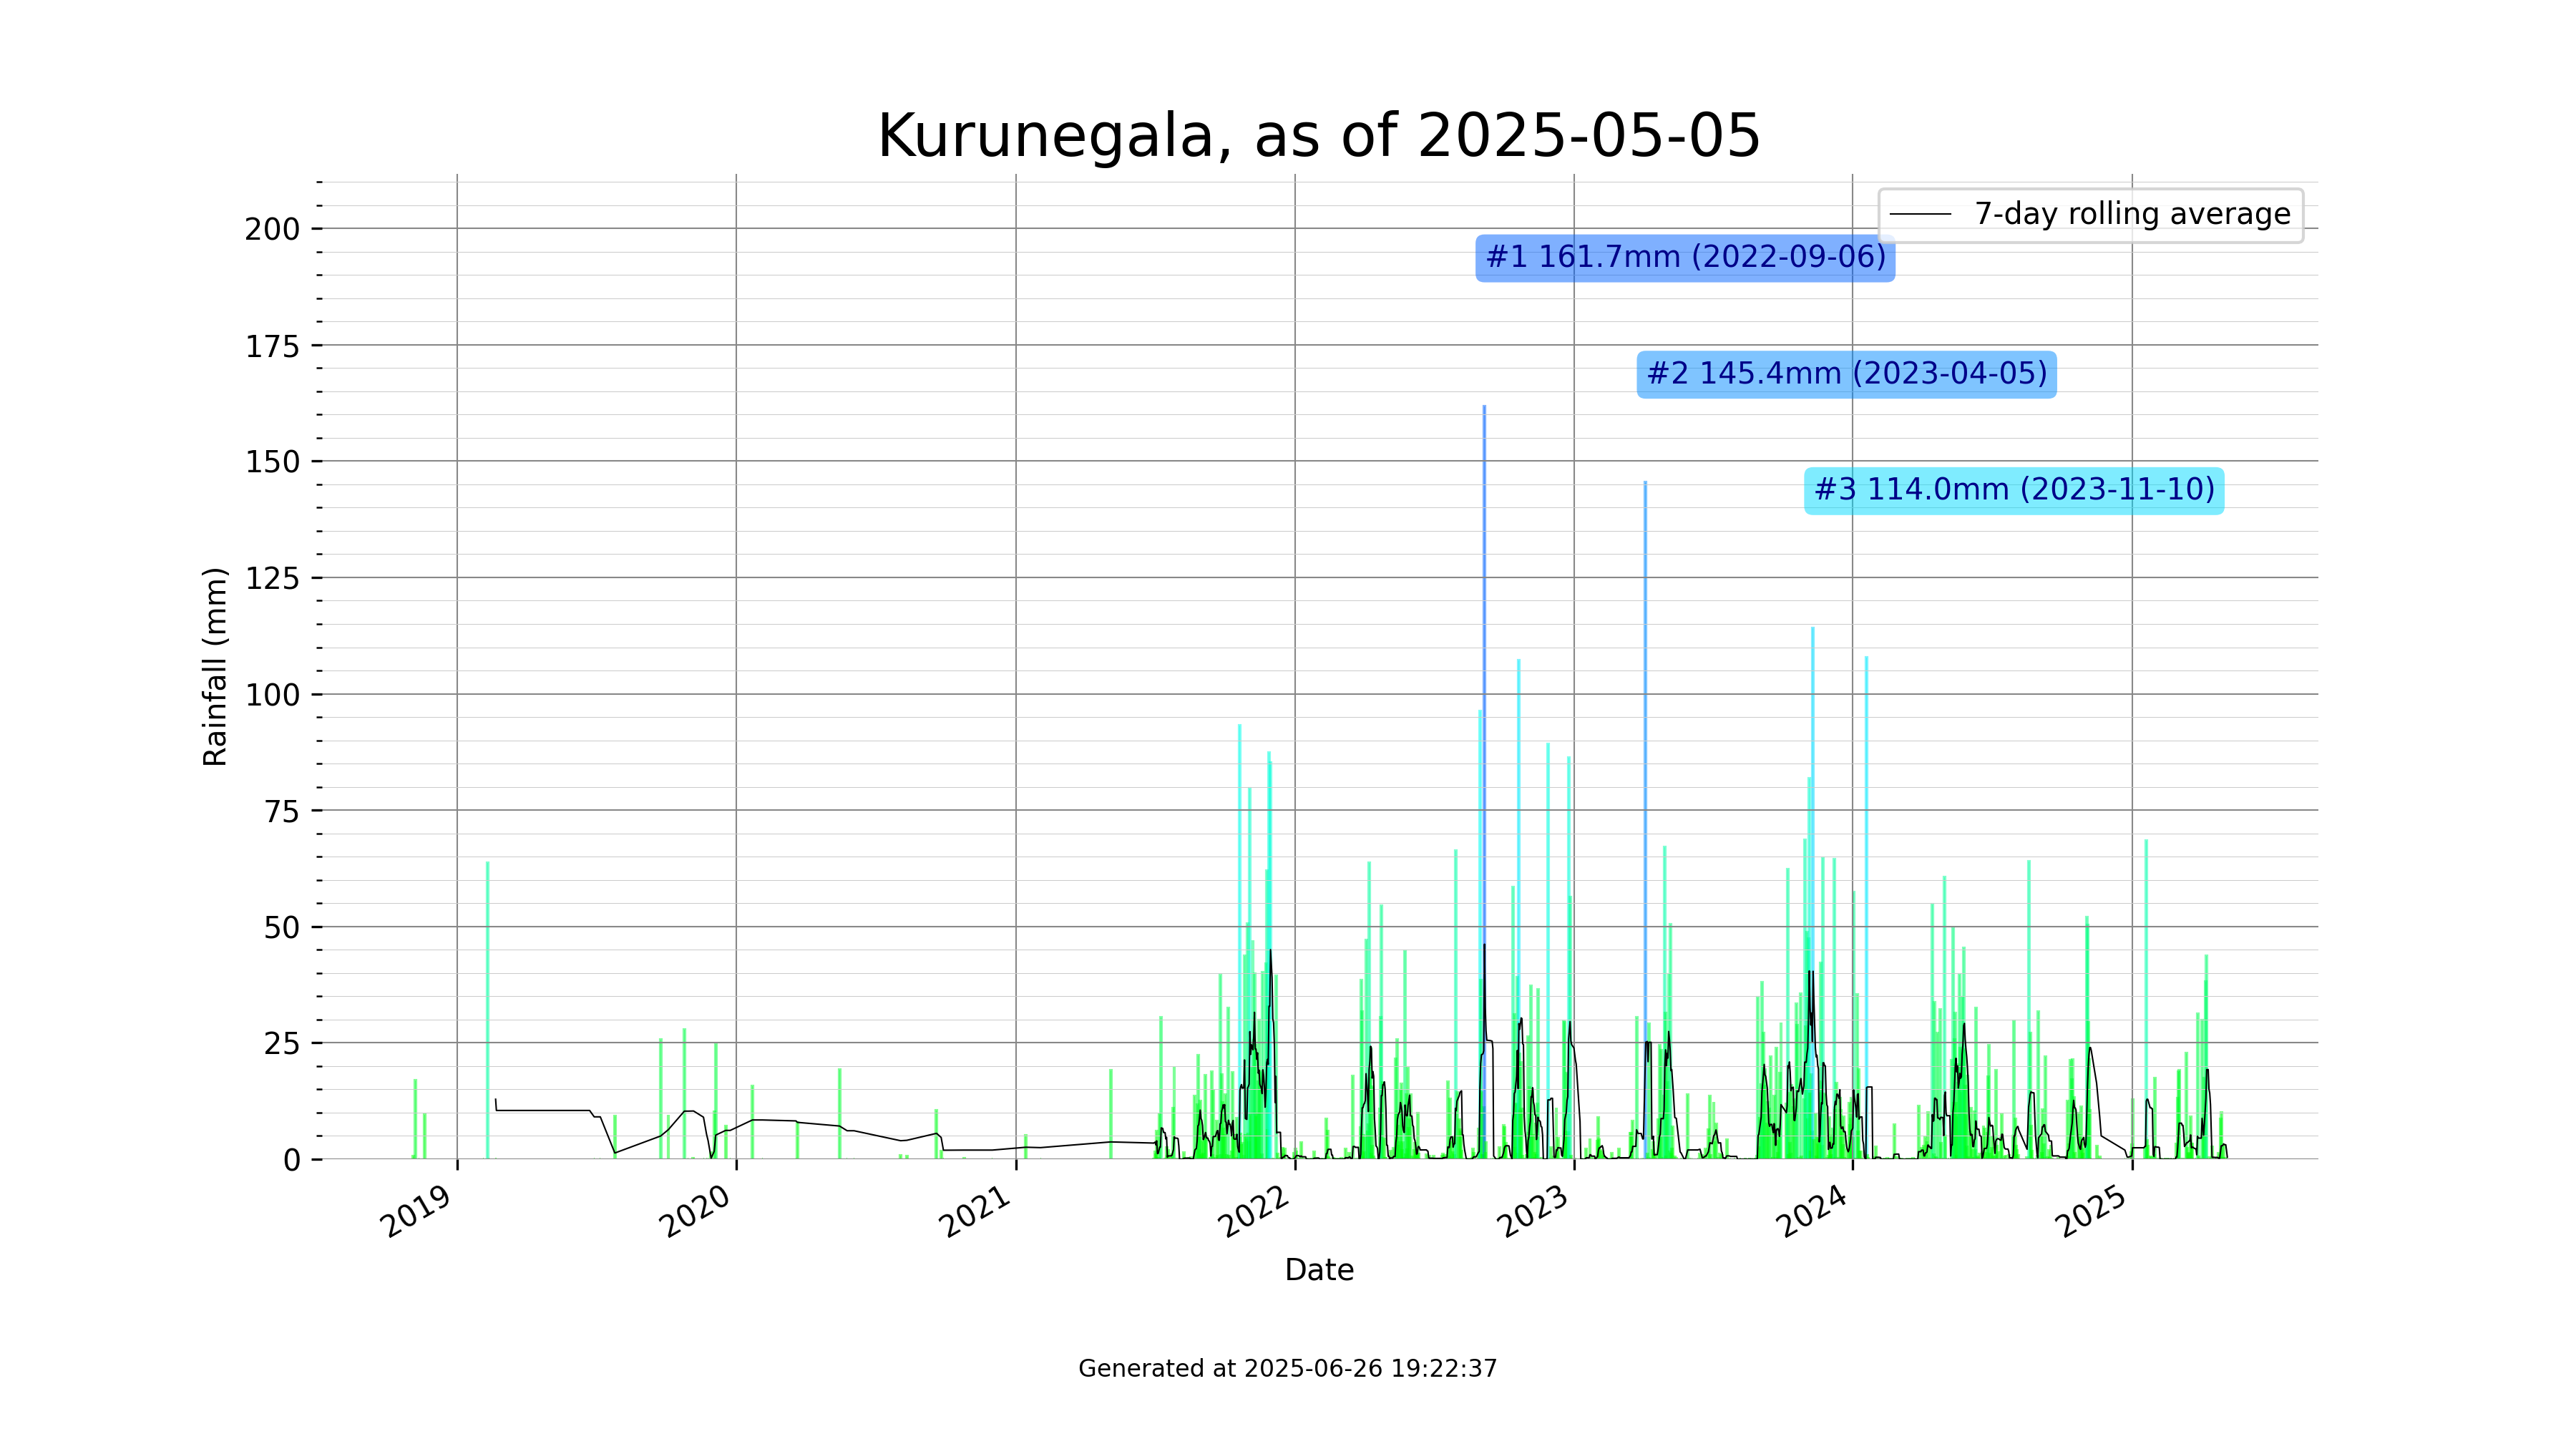 Kurunegala, as of 2025-05-05
7-day rolling average
#1 161.7mm (2022-09-06)
#2 145.4mm (2023-04-05)
#3 114.0mm (2023-11-10)
Rainfall (mm)
200
175
150
125
100
75
50
25
0
2019
2020
2021
2022
2023
2024
2025
Date
Generated at 2025-06-26 19:22:37